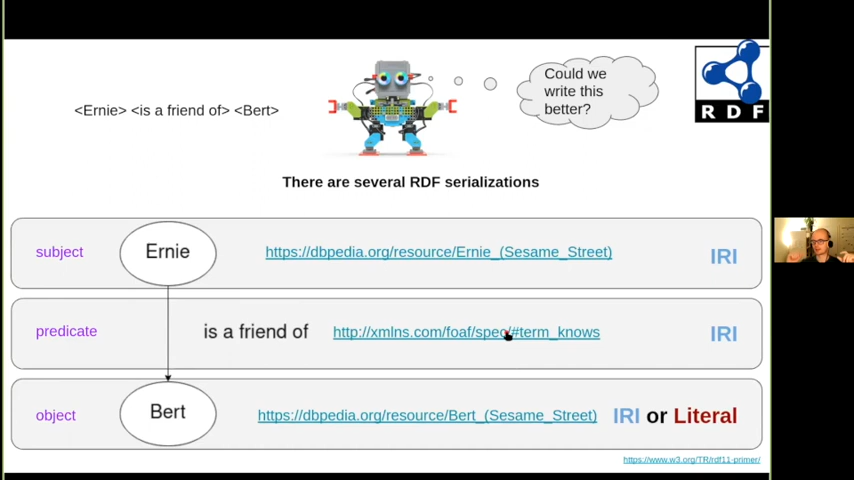 <Ernie> <is a friend of> <Bert>
Could we
write this
better?
RDF
There are several RDF serializations
subject
Ernie
https://dbpedia.org/resource/Ernie_(Sesame_Street)
IRI
predicate
is a friend of
http://xmlns.com/foaf/spec/#term_knows
IRI
object
Bert
https://dbpedia.org/resource/Bert_(Sesame_Street)
IRI or Literal
https://www.w3.org/TR/rdf11-primer/